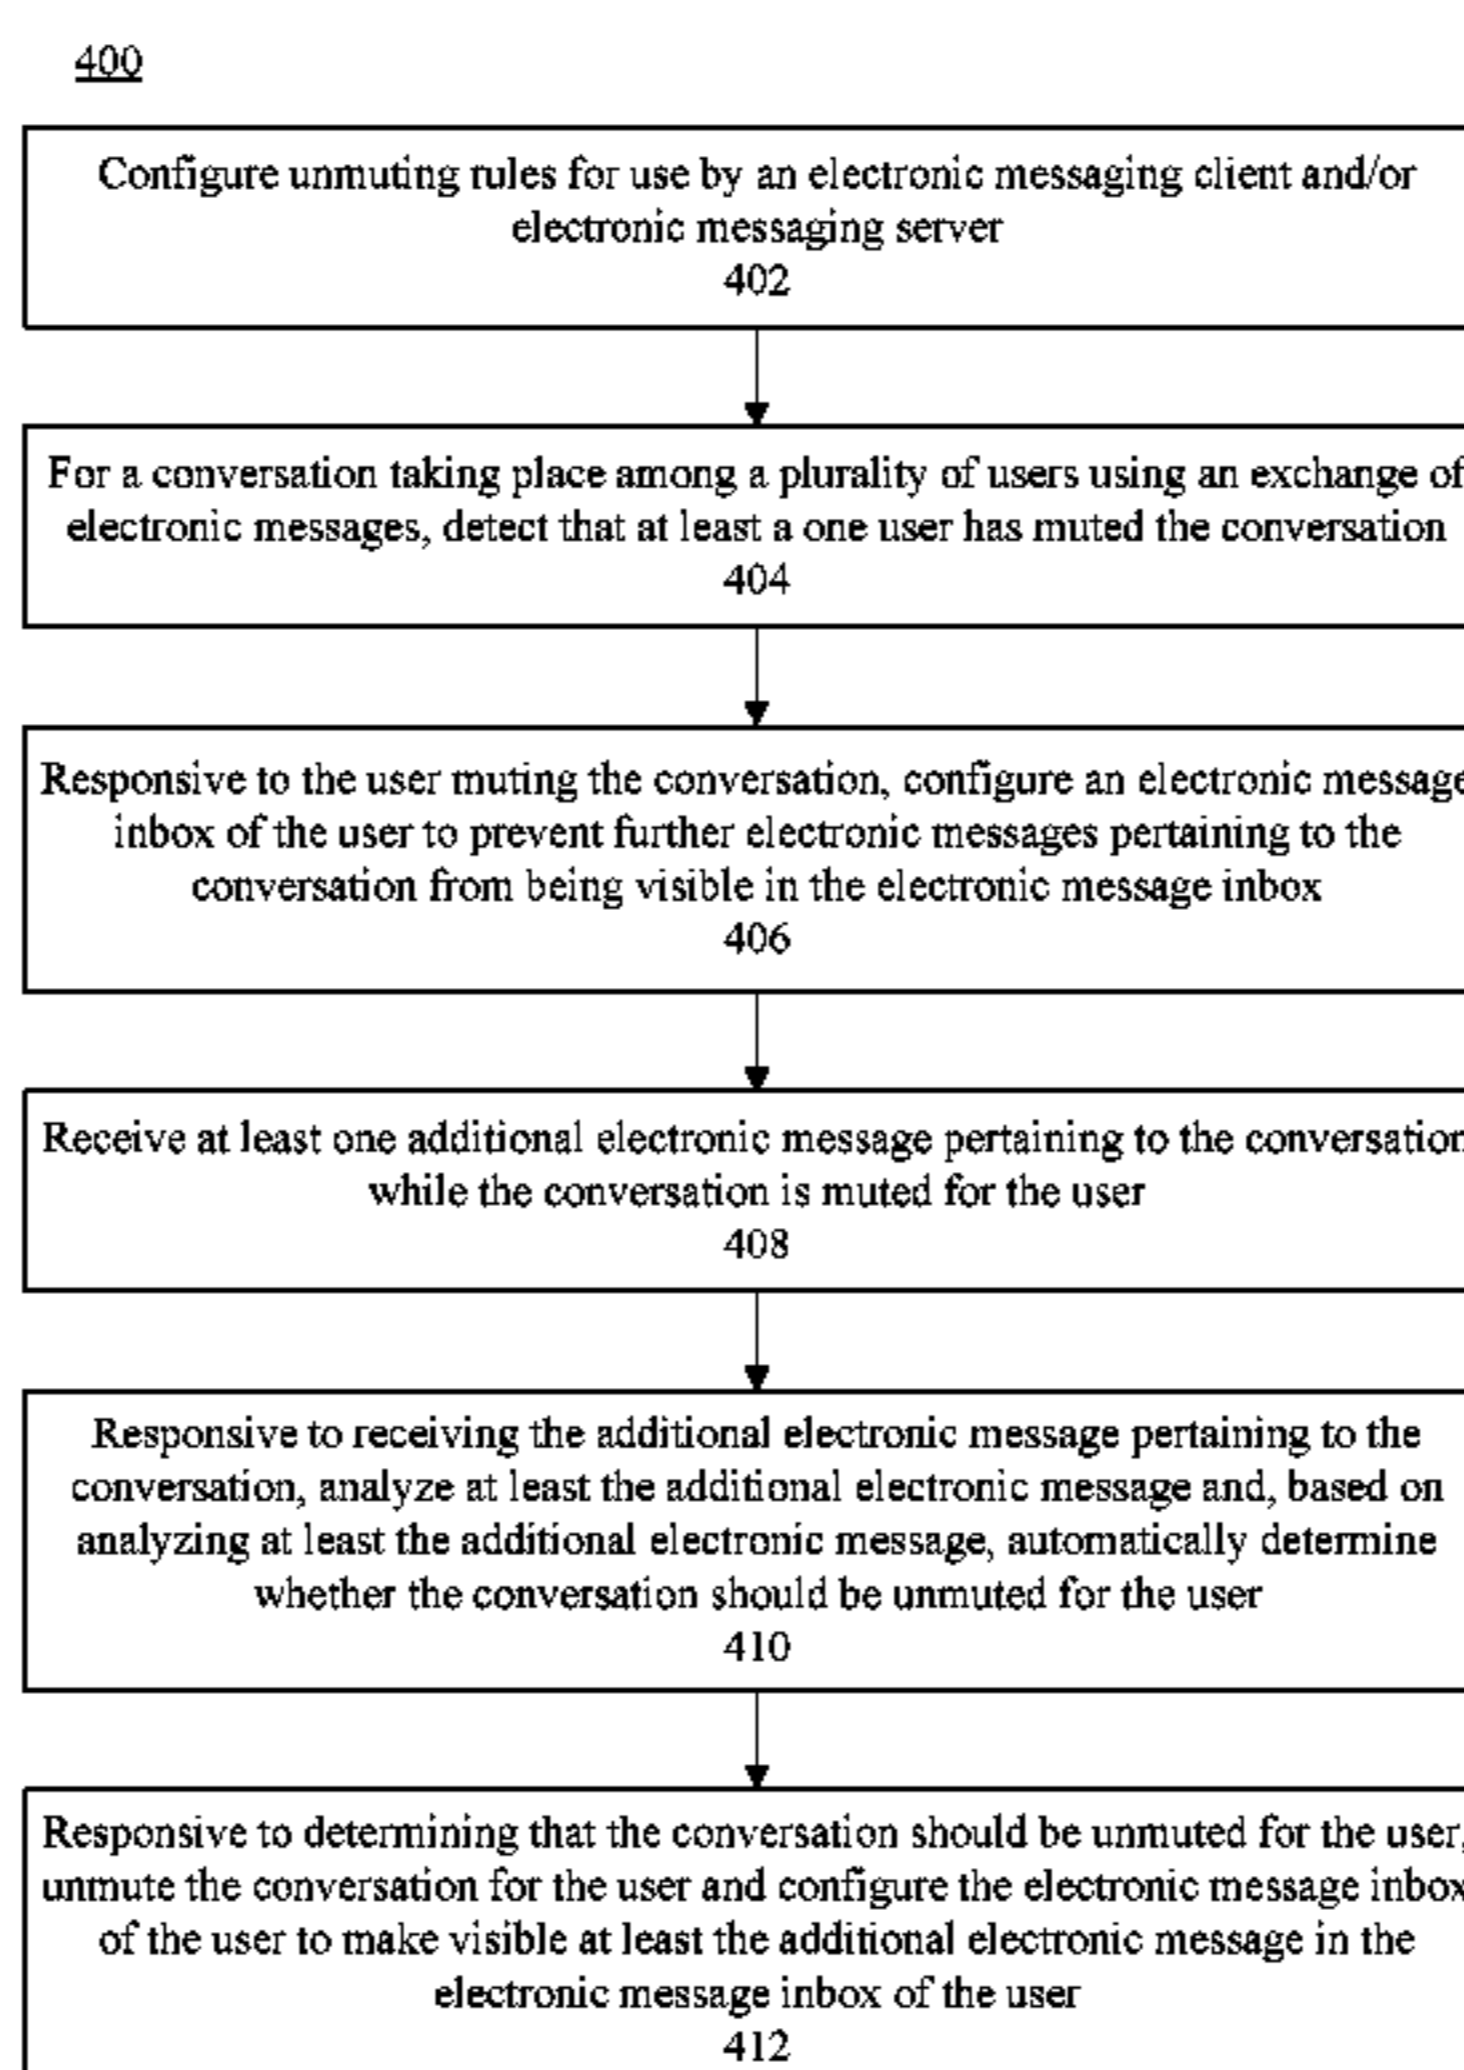 400
Configure unmuting rules for use by an electronic messaging client and/or
electronic messaging server
402
For a conversation taking place among a plurality of users using an exchange of
electronic messages, detect that at least a one user has muted the conversation
404
Responsive to the user muting the conversation, configure an electronic message
inbox of the user to prevent further electronic messages pertaining to the
conversation from being visible in the electronic message inbox
406
Receive at least one additional electronic message pertaining to the conversation
while the conversation is muted for the user
408
Responsive to receiving the additional electronic message pertaining to the
conversation, analyze at least the additional electronic message and, based on
analyzing at least the additional electronic message, automatically determine
whether the conversation should be unmuted for the user
410
Responsive to determining that the conversation should be unmuted for the user,
unmute the conversation for the user and configure the electronic message inbox
of the user to make visible at least the additional electronic message in the
electronic message inbox of the user
412